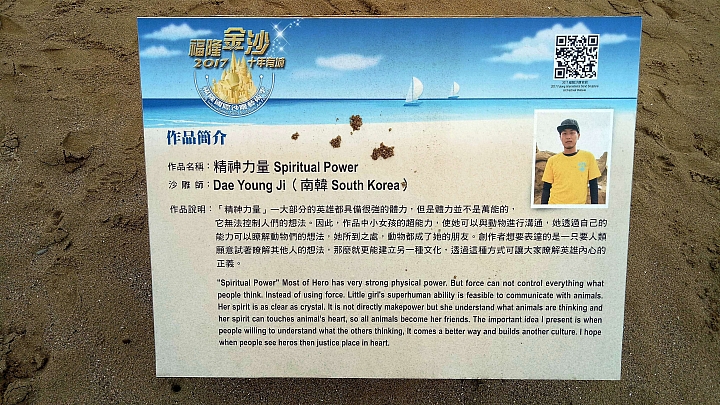 福隆金沙
2017 十年有城
作品簡介
作品名稱：精神力量 Spiritual Power
沙雕師：Dae Young Ji（南韓 South Korea）
作品說明：「精神力量」一大部分的英雄都具備很強的體力，但是體力並不是萬能的，
它無法控制人們的想法。因此，作品中小女孩的超能力，使她可以與動物進行溝通，她透過自己的
能力可以瞭解動物們的想法，她所到之處，動物都成了她的朋友。創作者想要表達的是一只要人類
願意試著瞭解其他人的想法，那麼就更能建立另一種文化，透過這種方式可讓大家瞭解英雄內心的
正義。
"Spiritual Power" Most of Hero has very strong physical power. But force can not control everything what
people think. Instead of using force. Little girl's superhuman ability is feasible to communicate with animals.
Her spirit is as clear as crystal. It is not directly makepower but she understand what animals are thinking and
her spirit can touches animal's heart, so all animals become her friends. The important idea I present is when
people willing to understand what the others thinking, It comes a better way and builds another culture. I hope
when people see heros then justice place in heart.